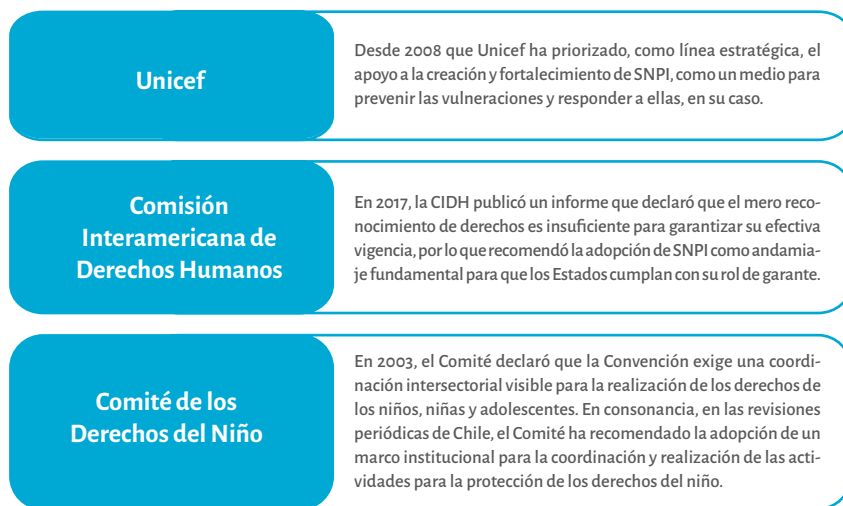 Unicef
Desde 2008 que Unicef ha priorizado, como línea estratégica, el
apoyo a la creación y fortalecimiento de SNPI, como un medio para
prevenir las vulneraciones y responder a ellas, en su caso.
Comisión
Interamericana de
Derechos Humanos
En 2017, la CIDH publicó un informe que declaró que el mero reco-
nocimiento de derechos es insuficiente para garantizar su efectiva
vigencia, por lo que recomendó la adopción de SNPI como andamia-
je fundamental para que los Estados cumplan con su rol de garante.
Comité de los
Derechos del Niño
En 2003, el Comité declaró que la Convención exige una coordi-
nación intersectorial visible para la realización de los derechos de
los niños, niñas y adolescentes. En consonancia, en las revisiones
periódicas de Chile, el Comité ha recomendado la adopción de un
marco institucional para la coordinación y realización de las acti-
vidades para la protección de los derechos del niño.